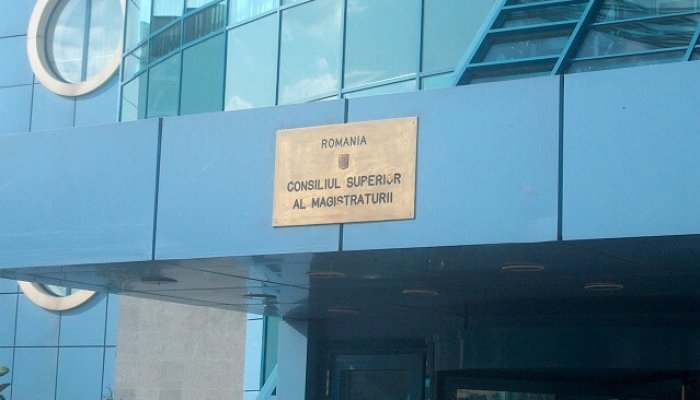 ROMANIA
CONSILIUL SUPERIOR
AL MAGISTRATURII